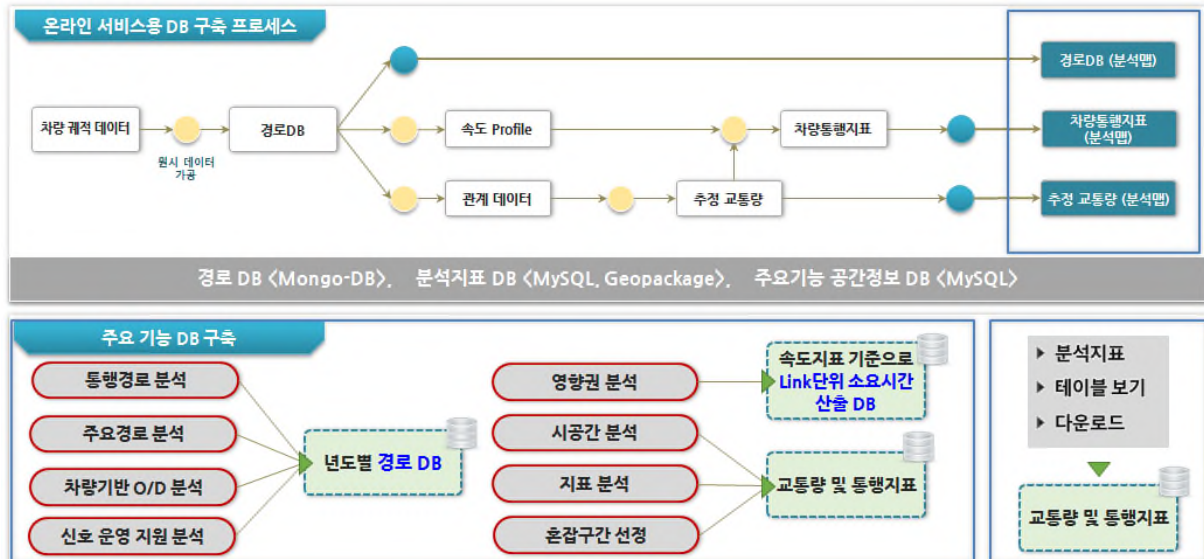 온라인 서비스용 DB 구축 프로세스
차량 궤적 데이터
원시 데이터
가공
경로DB
속도 Profile
관계 데이터
추정 교통량
차량통행지표
경로DB (분석맵)
차량통행지표
(분석맵)
추정 교통량 (분석맵)
경로 DB <Mongo-DB>, 분석지표 DB <MySQL, Geopackage>, 주요기능 공간정보 DB <MySQL>
주요 기능 DB 구축
통행경로 분석
주요경로 분석
차량기반 O/D 분석
신호 운영 지원 분석
년도별 경로 DB
영향권 분석
시공간 분석
지표 분석
혼잡구간 선정
속도지표 기준으로
Link단위 소요시간
산출 DB
교통량 및 통행지표
▶ 분석지표
▶ 테이블 보기
▶ 다운로드
교통량 및 통행지표